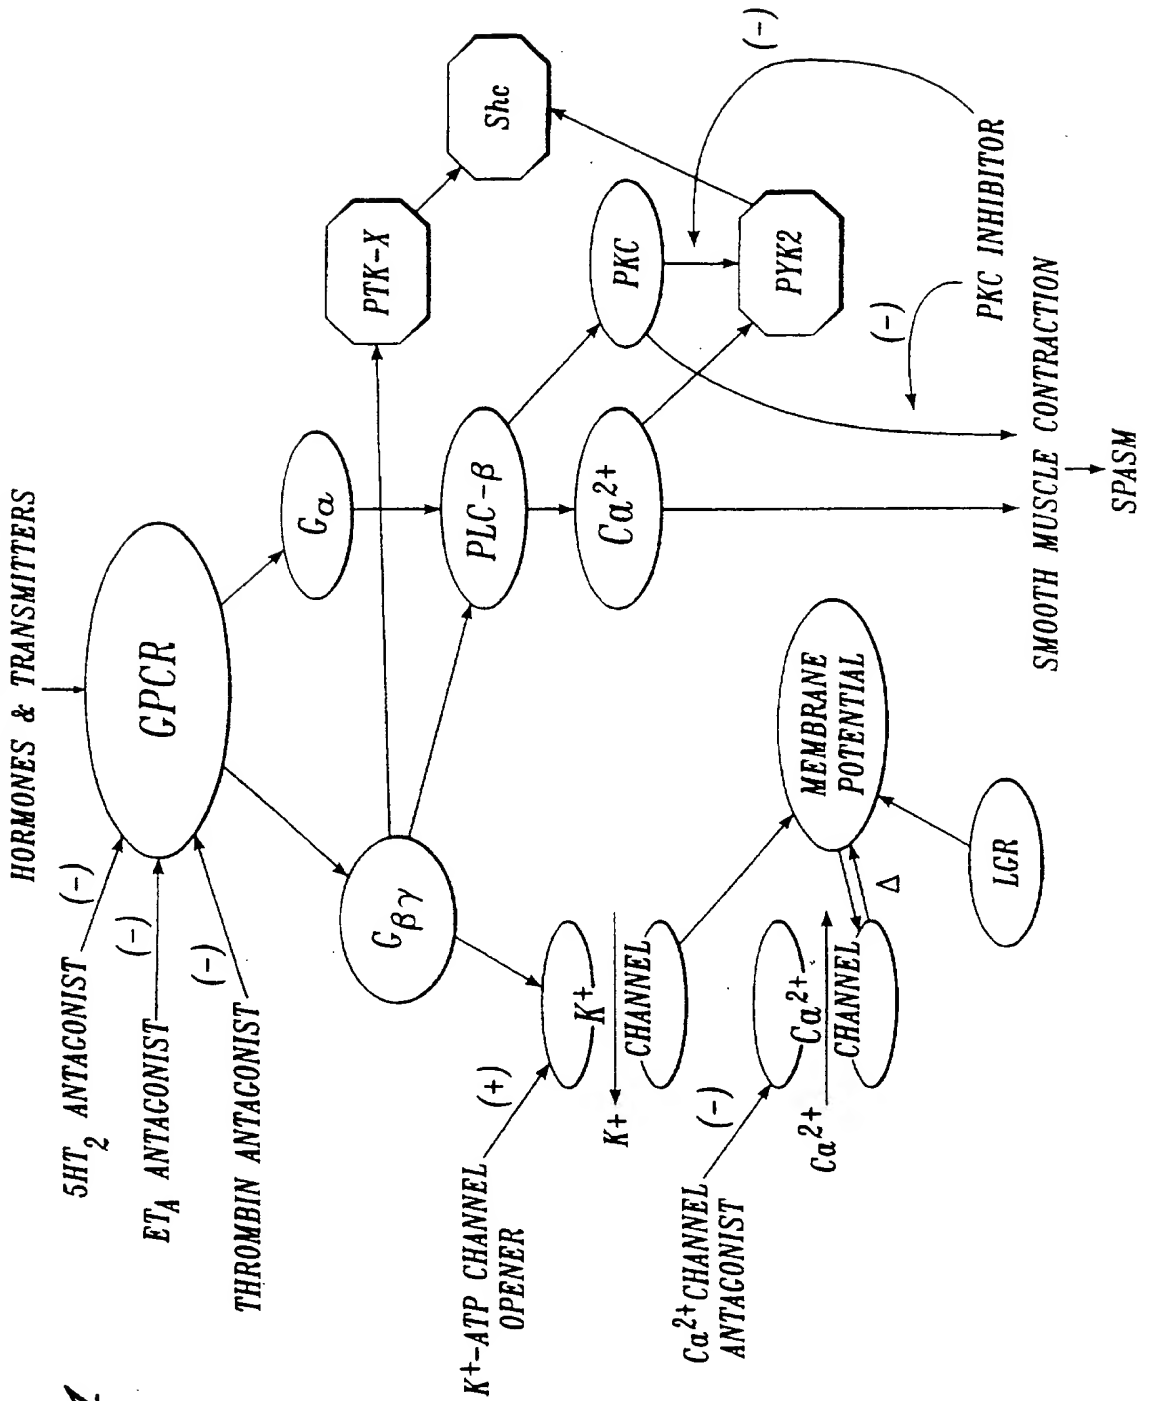 HORMONES & TRANSMITTERS
5HT2 ANTAGONIST
(-)
ETA ANTAGONIST
(-)
THROMBIN ANTAGONIST
(-)
GPCR
Gα
Gβγ
PTK-X
Shc
PLC-β
K+-ATP CHANNEL
OPENER
(+)
K+
CHANNEL
K+
Ca2+
PKC
(-)
Ca2+CHANNEL
ANTAGONIST
(-)
Ca2+
CHANNEL
Ca2+
Δ
MEMBRANE
POTENTIAL
PYK2
(-)
LGR
PKC INHIBITOR
SMOOTH MUSCLE CONTRACTION
SPASM